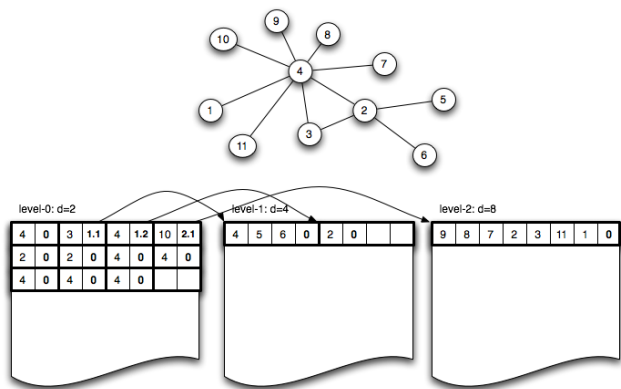 9
8
10
4
7
5
2
1
3
11
6
level-0: d=2
level-1: d=4
level-2: d=8
4 0 3 1.1 4 1.2 10 2.1
4 5 6 0 2 0
9 8 7 2 3 11 1 0
2 0 2 0 4 0 4 0
4 0 4 0 4 0